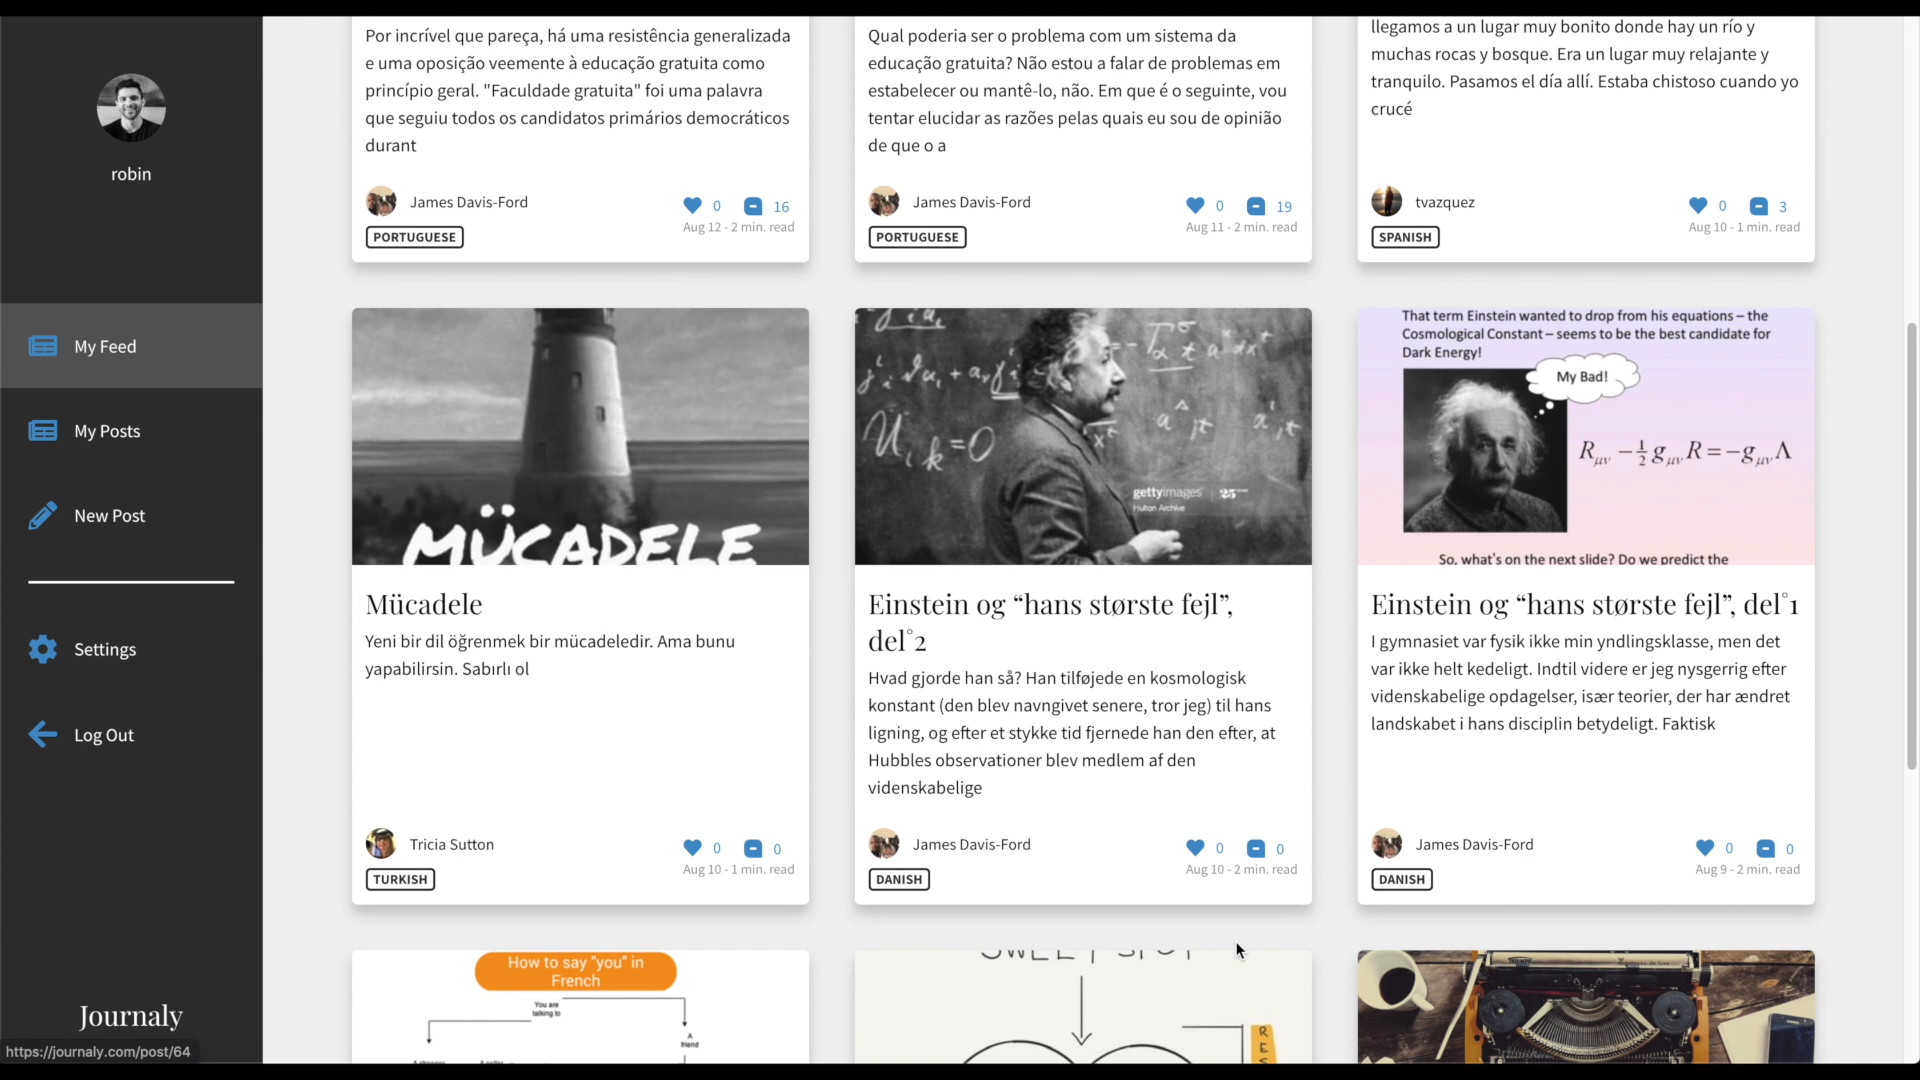 robin
My Feed
My Posts
New Post
Settings
Log Out
Journaly
https://journaly.com/post/64
Por incrível que pareça, há uma resistência generalizada
e uma oposição veemente à educação gratuita como
princípio geral. "Faculdade gratuita" foi uma palavra
que seguiu todos os candidatos primários democráticos
durant
James Davis-Ford
0 16
Aug 12 - 2 min. read
PORTUGUESE
Qual poderia ser o problema com um sistema da
educação gratuita? Não estou a falar de problemas em
estabelecer ou mantê-lo, não. Em que é o seguinte, vou
tentar elucidar as razões pelas quais eu sou de opinião
de que o a
James Davis-Ford
0 19
Aug 11 - 2 min. read
PORTUGUESE
llegamos a un lugar muy bonito donde hay un río y
muchas rocas y bosque. Era un lugar muy relajante y
tranquilo. Pasamos el día allí. Estaba chistoso cuando yo
crucé
tvazquez
0 3
Aug 10 - 1 min. read
SPANISH
MÜCADELE
Mücadele
Yeni bir dil öğrenmek bir mücadeledir. Ama bunu
yapabilirsin. Sabırlı ol
Tricia Sutton
0 0
Aug 10 - 1 min. read
TURKISH
gettyimages
Hulton Archive
Einstein og “hans største fejl”,
del°2
Hvad gjorde han så? Han tilføjede en kosmologisk
konstant (den blev navngivet senere, tror jeg) til hans
ligning, og efter et stykke tid fjernede han den efter, at
Hubbles observationer blev medlem af den
videnskabelige
James Davis-Ford
0 0
Aug 10 - 2 min. read
DANISH
That term Einstein wanted to drop from his equations – the
Cosmological Constant – seems to be the best candidate for
Dark Energy!
My Bad!
Rμν − 1/2 gμν R = −gμν Λ
So, what's on the next slide? Do we predict the
Einstein og “hans største fejl”, del°1
I gymnasiet var fysik ikke min yndlingsklasse, men det
var ikke helt kedeligt. Indtil videre er jeg nysgerrig efter
videnskabelige opdagelser, især teorier, der har ændret
landskabet i hans disciplin betydeligt. Faktisk
James Davis-Ford
0 0
Aug 9 - 2 min. read
DANISH
How to say "you" in
French
You are
talking to
A
friend
SWEET SPOT